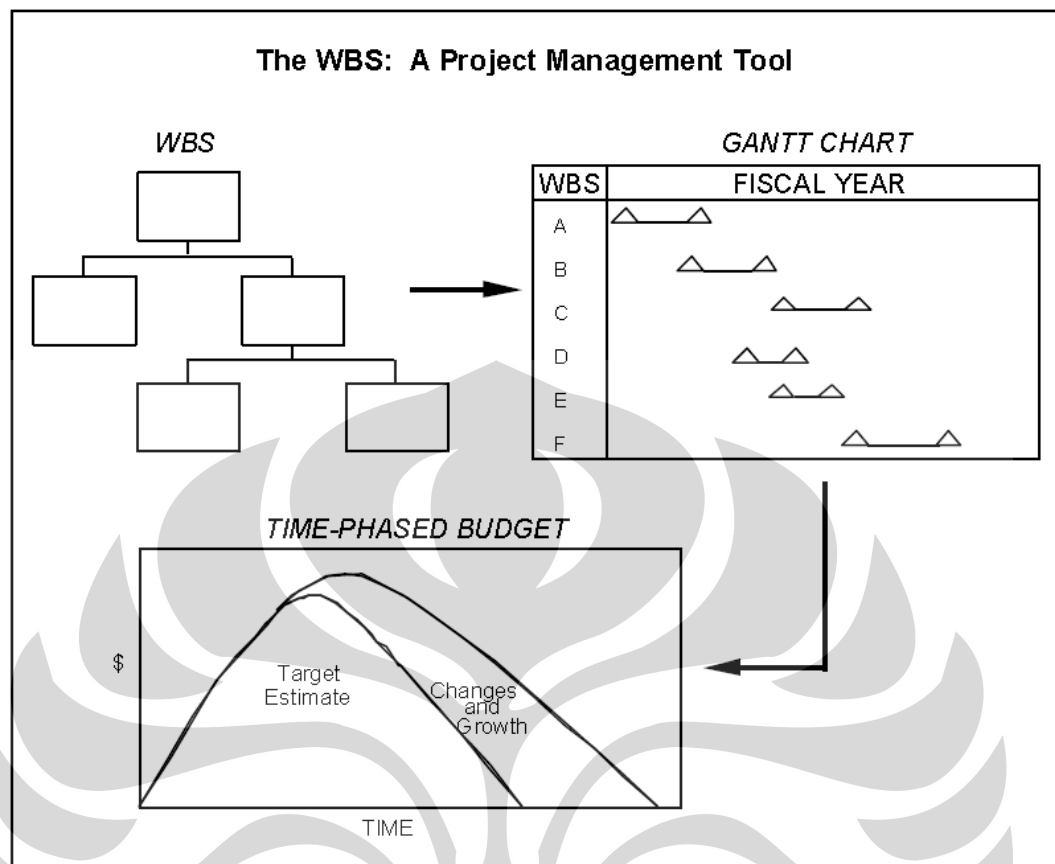 The WBS: A Project Management Tool
WBS
GANTT CHART
WBS FISCAL YEAR
A
B
C
D
E
F
TIME-PHASED BUDGET
$
Target
Estimate
Changes
and
Growth
TIME